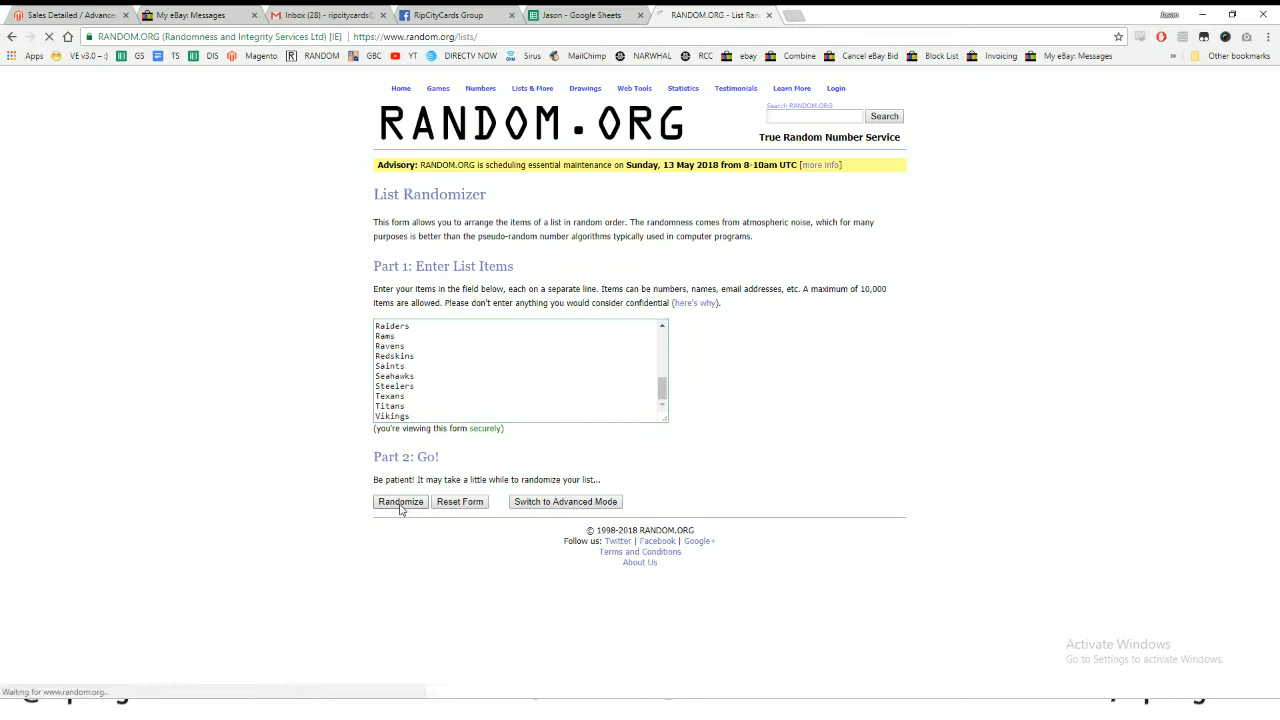 Sales Detailed / Advance
My eBay: Messages
Inbox (28) - ripcitycards@
RipCityCards Group
Jason - Google Sheets
RANDOM.ORG - List Ran
Jason
RANDOM.ORG (Randomness and Integrity Services Ltd) [IE]
https://www.random.org/lists/
Apps
VE v3.0 --:)
GS
TS
DIS
Magento
RANDOM
GBC
YT
DIRECTV NOW
Sirus
MailChimp
NARWHAL
RCC
ebay
Combine
Cancel eBay Bid
Block List
Invoicing
My eBay: Messages
»
Other bookmarks
Home
Games
Numbers
Lists & More
Drawings
Web Tools
Statistics
Testimonials
Learn More
Login
Search RANDOM.ORG
Search
RANDOM.ORG
True Random Number Service
Advisory: RANDOM.ORG is scheduling essential maintenance on Sunday, 13 May 2018 from 8-10am UTC [more info]
List Randomizer
This form allows you to arrange the items of a list in random order. The randomness comes from atmospheric noise, which for many
purposes is better than the pseudo-random number algorithms typically used in computer programs.
Part 1: Enter List Items
Enter your items in the field below, each on a separate line. Items can be numbers, names, email addresses, etc. A maximum of 10,000
items are allowed. Please don't enter anything you would consider confidential (here's why).
Raiders
Rams
Ravens
Redskins
Saints
Seahawks
Steelers
Texans
Titans
Vikings
(you're viewing this form securely)
Part 2: Go!
Be patient! It may take a little while to randomize your list...
Randomize
Reset Form
Switch to Advanced Mode
© 1998-2018 RANDOM.ORG
Follow us: Twitter | Facebook | Google+
Terms and Conditions
About Us
Activate Windows
Go to Settings to activate Windows.
Waiting for www.random.org...